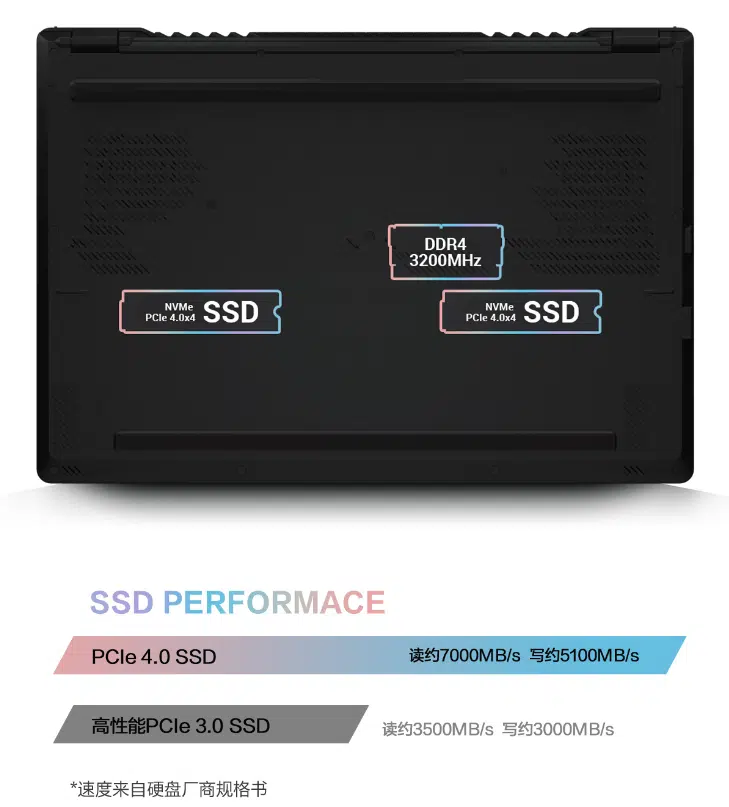 DDR4
3200MHz
NVMe
PCIe 4.0x4 SSD
NVMe
PCIe 4.0x4 SSD
SSD PERFORMACE
PCIe 4.0 SSD 读约7000MB/s 写约5100MB/s
高性能PCIe 3.0 SSD 读约3500MB/s 写约3000MB/s
*速度来自硬盘厂商规格书